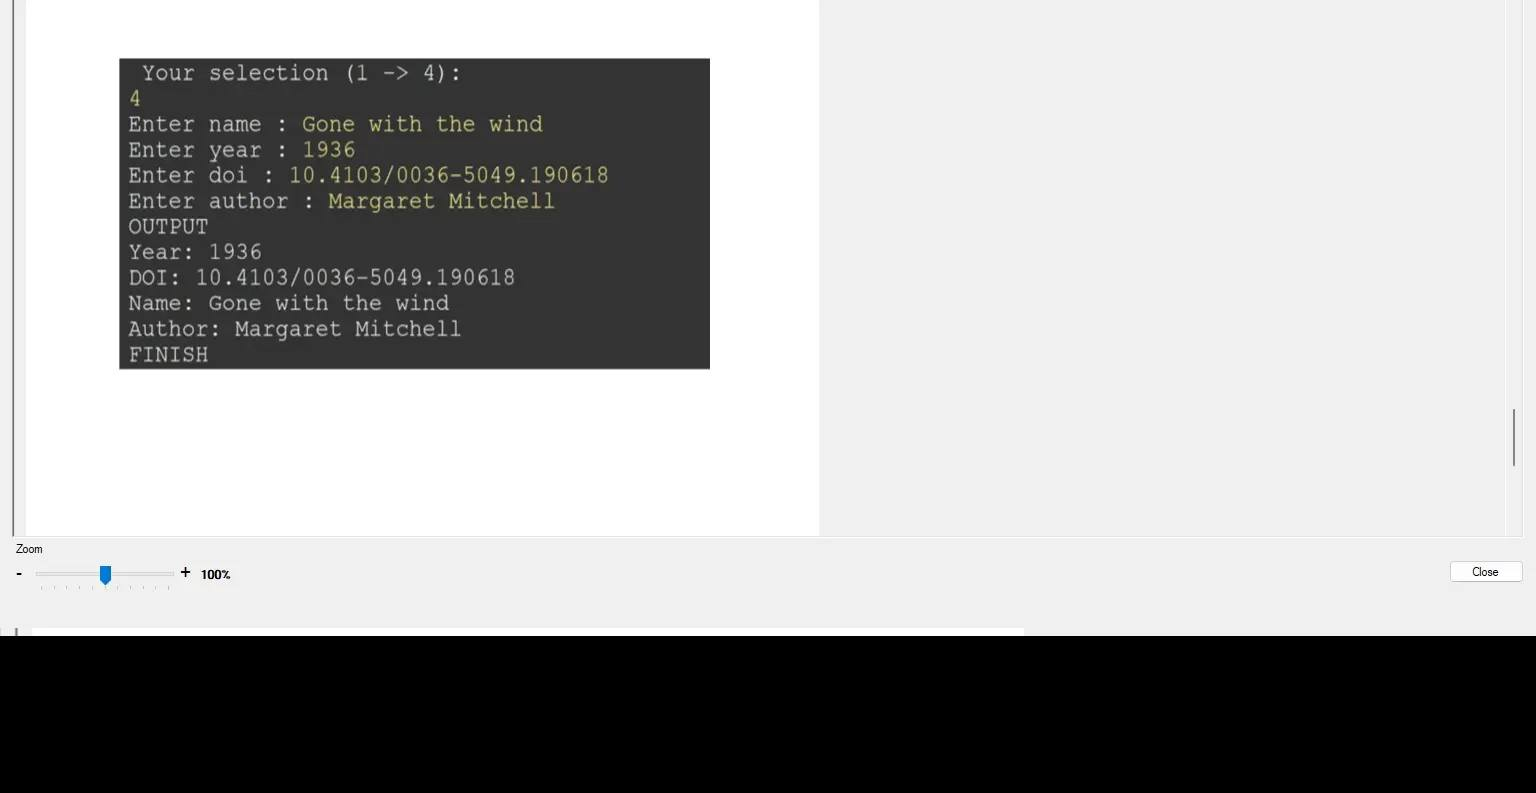 Your selection (1 -> 4):
4
Enter name : Gone with the wind
Enter year : 1936
Enter doi : 10.4103/0036-5049.190618
Enter author : Margaret Mitchell
OUTPUT
Year: 1936
DOI: 10.4103/0036-5049.190618
Name: Gone with the wind
Author: Margaret Mitchell
FINISH
Zoom
- + 100%
Close